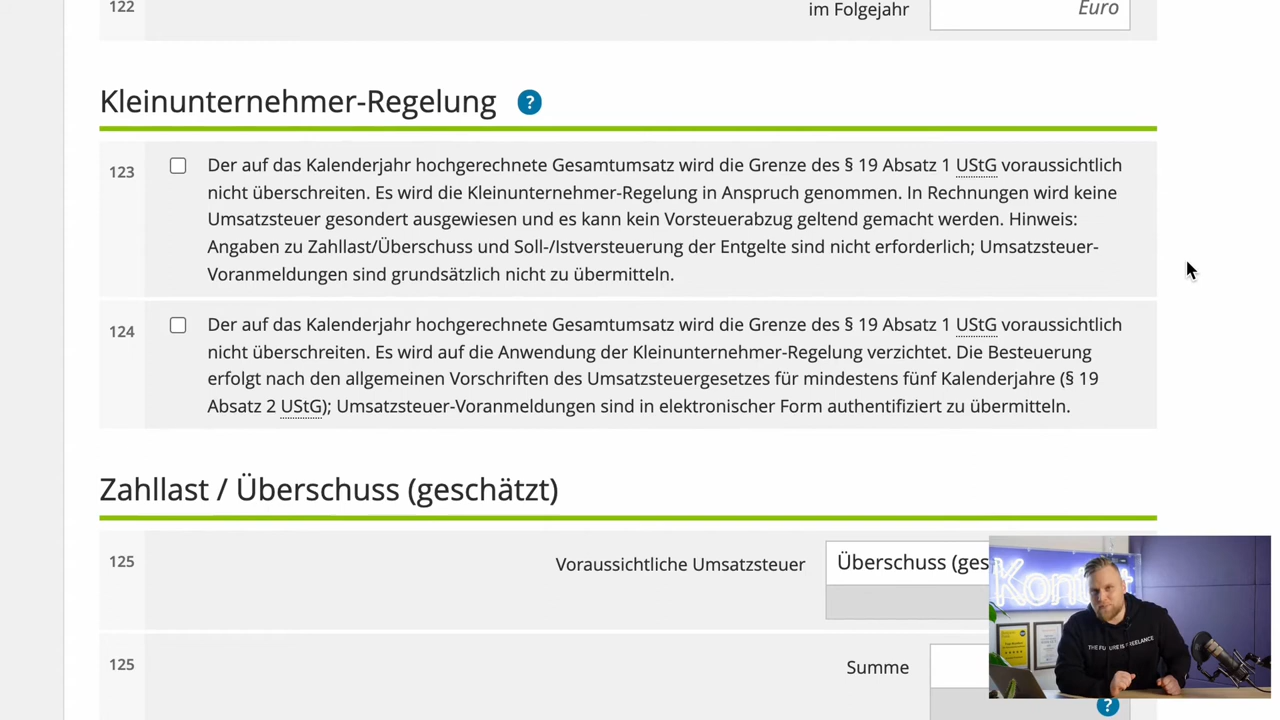 122
im Folgejahr
Euro
Kleinunternehmer-Regelung ?
123
Der auf das Kalenderjahr hochgerechnete Gesamtumsatz wird die Grenze des § 19 Absatz 1 UStG voraussichtlich
nicht überschreiten. Es wird die Kleinunternehmer-Regelung in Anspruch genommen. In Rechnungen wird keine
Umsatzsteuer gesondert ausgewiesen und es kann kein Vorsteuerabzug geltend gemacht werden. Hinweis:
Angaben zu Zahllast/Überschuss und Soll-/Istversteuerung der Entgelte sind nicht erforderlich; Umsatzsteuer-
Voranmeldungen sind grundsätzlich nicht zu übermitteln.
124
Der auf das Kalenderjahr hochgerechnete Gesamtumsatz wird die Grenze des § 19 Absatz 1 UStG voraussichtlich
nicht überschreiten. Es wird auf die Anwendung der Kleinunternehmer-Regelung verzichtet. Die Besteuerung
erfolgt nach den allgemeinen Vorschriften des Umsatzsteuergesetzes für mindestens fünf Kalenderjahre (§ 19
Absatz 2 UStG); Umsatzsteuer-Voranmeldungen sind in elektronischer Form authentifiziert zu übermitteln.
Zahllast / Überschuss (geschätzt)
125
Voraussichtliche Umsatzsteuer
Überschuss (ges
125
Summe
?
THE FUTURE IS FREELANCE